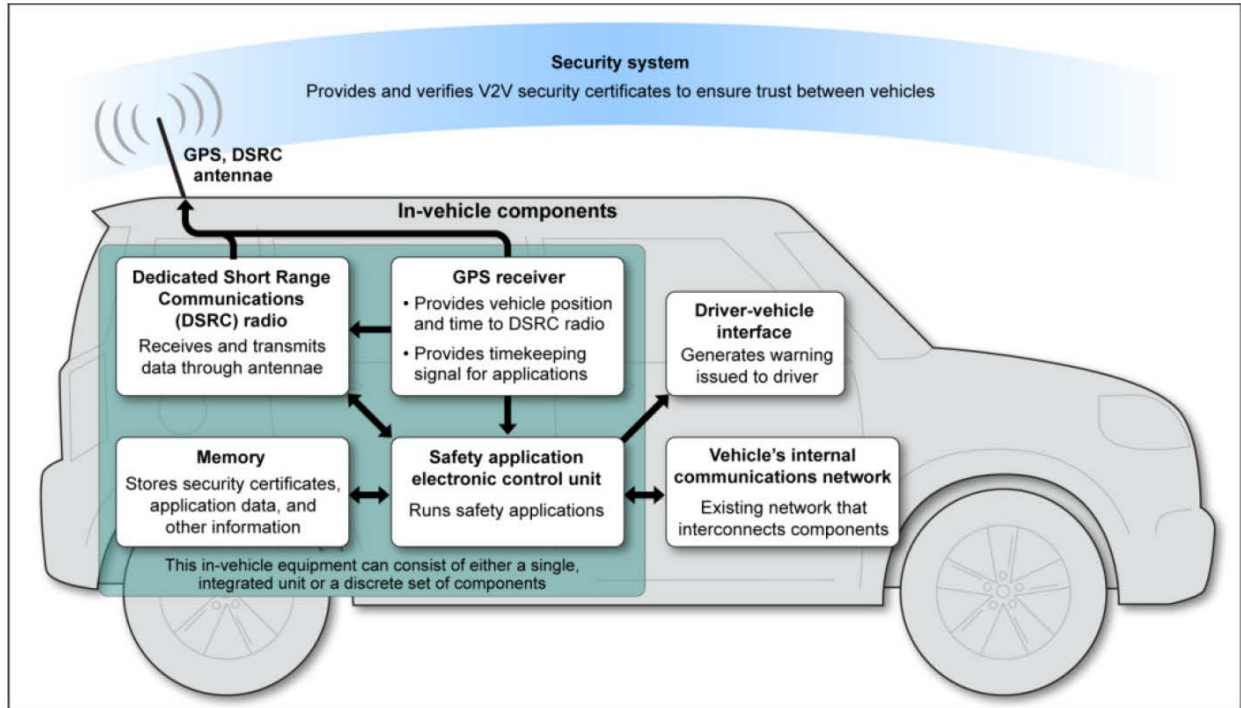 Security system
Provides and verifies V2V security certificates to ensure trust between vehicles
GPS, DSRC
antennae
In-vehicle components
Dedicated Short Range
Communications
(DSRC) radio
Receives and transmits
data through antennae
GPS receiver
• Provides vehicle position
and time to DSRC radio
• Provides timekeeping
signal for applications
Driver-vehicle
interface
Generates warning
issued to driver
Memory
Stores security certificates,
application data, and
other information
Safety application
electronic control unit
Runs safety applications
Vehicle's internal
communications network
Existing network that
interconnects components
This in-vehicle equipment can consist of either a single,
integrated unit or a discrete set of components